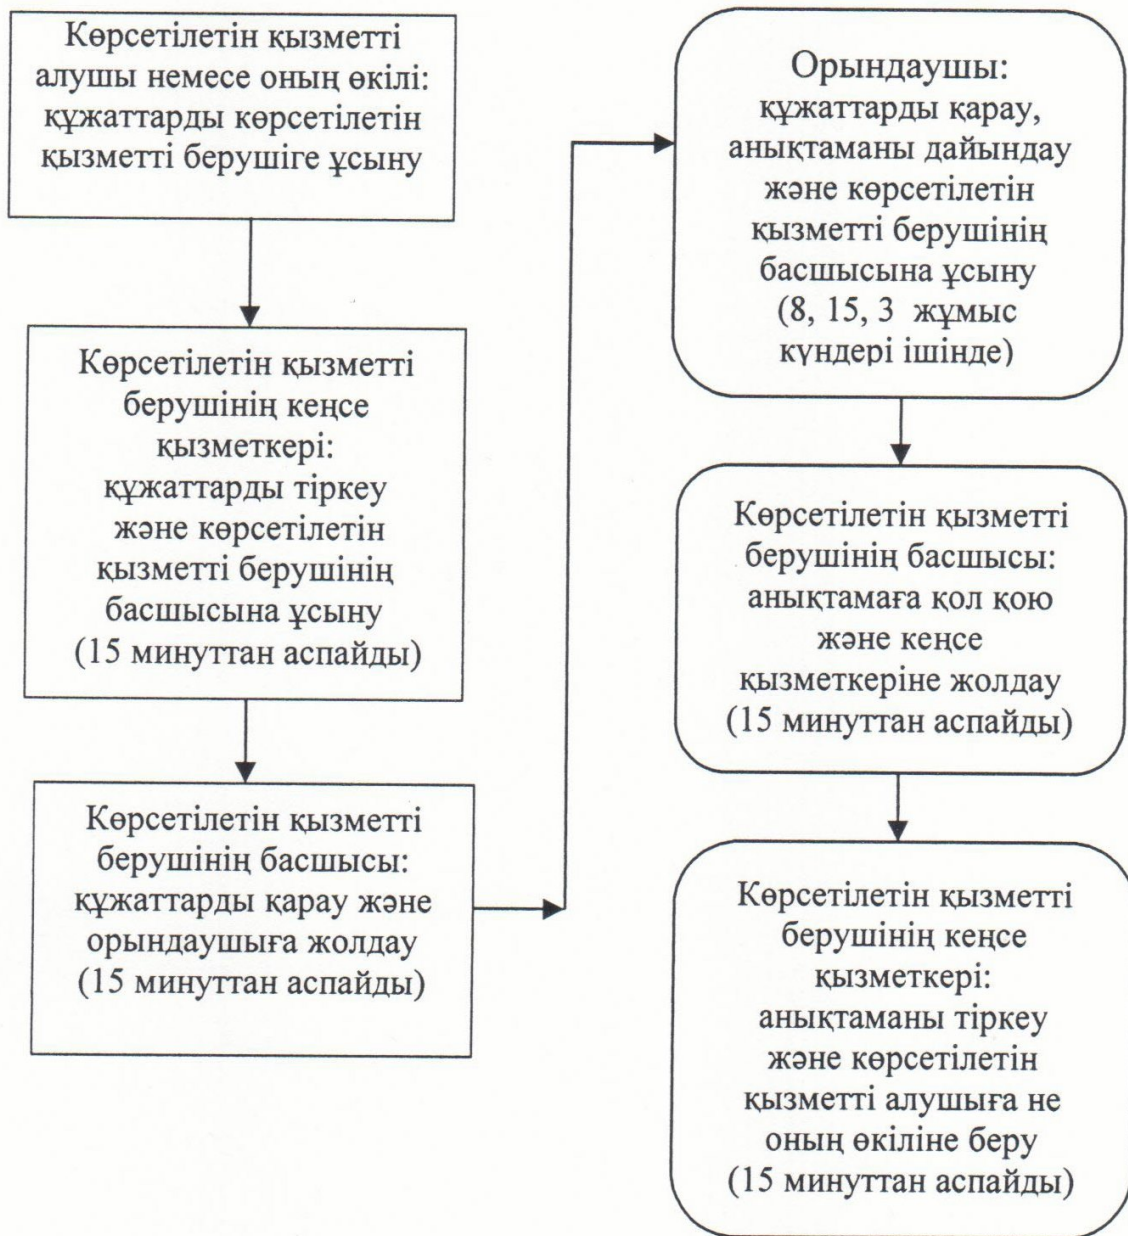 Көрсетілетін қызметті
алушы немесе оның өкілі:
құжаттарды көрсетілетін
қызметті берушіге ұсыну
Көрсетілетін қызметті
берушінің кеңсе
қызметкері:
құжаттарды тіркеу
және көрсетілетін
қызметті берушінің
басшысына ұсыну
(15 минуттан аспайды)
Көрсетілетін қызметті
берушінің басшысы:
құжаттарды қарау және
орындаушыға жолдау
(15 минуттан аспайды)
Орындаушы:
құжаттарды қарау,
анықтаманы дайындау
және көрсетілетін
қызметті берушінің
басшысына ұсыну
(8, 15, 3 жұмыс
күндері ішінде)
Көрсетілетін қызметті
берушінің басшысы:
анықтамаға қол қою
және кеңсе
қызметкеріне жолдау
(15 минуттан аспайды)
Көрсетілетін қызметті
берушінің кеңсе
қызметкері:
анықтаманы тіркеу
және көрсетілетін
қызметті алушыға не
оның өкіліне беру
(15 минуттан аспайды)